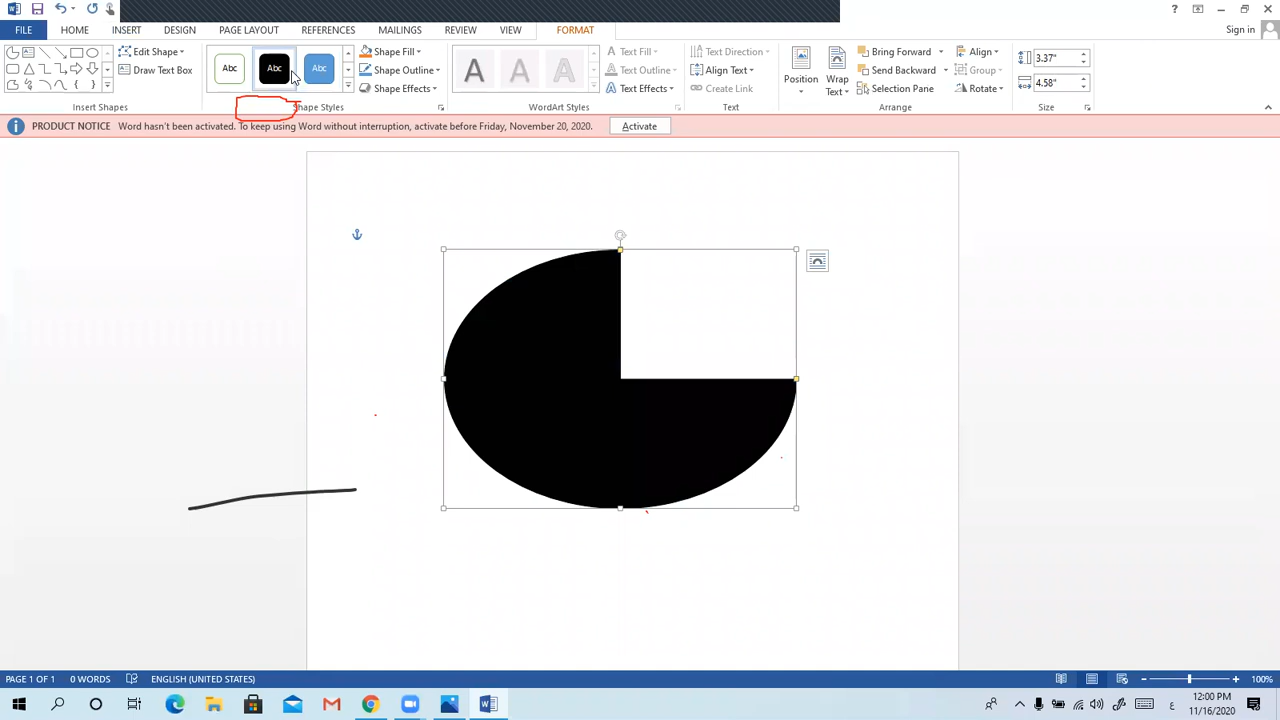 Sign in
FILE HOME INSERT DESIGN PAGE LAYOUT REFERENCES MAILINGS REVIEW VIEW FORMAT
Edit Shape
Draw Text Box
Insert Shapes
Abc Abc Abc
Shape Fill
Shape Outline
Shape Effects
Shape Styles
A A A
Text Fill
Text Outline
Text Effects
WordArt Styles
Text Direction
Align Text
Create Link
Text
Position
Wrap
Text
Bring Forward
Send Backward
Selection Pane
Align
Rotate
Arrange
3.37"
4.58"
Size
PRODUCT NOTICE Word hasn't been activated. To keep using Word without interruption, activate before Friday, November 20, 2020. Activate
PAGE 1 OF 1 0 WORDS ENGLISH (UNITED STATES) 100%
ع 12:00 PM
11/16/2020